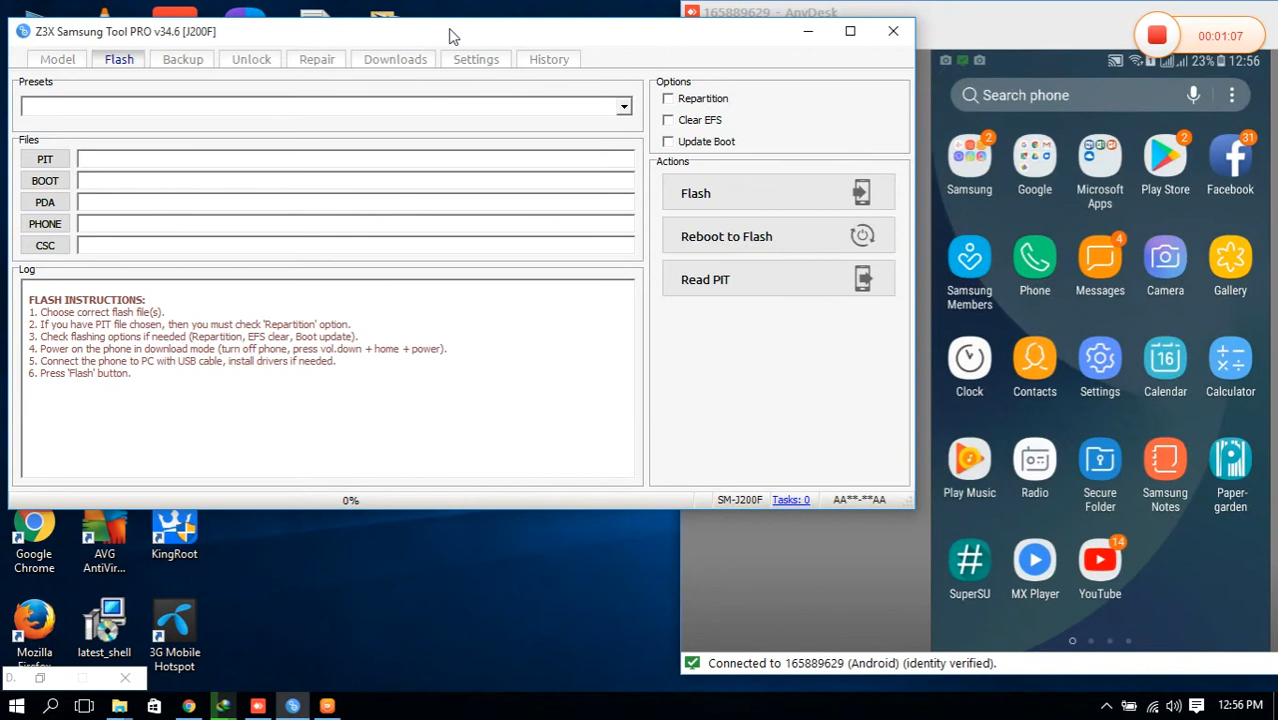 Z3X Samsung Tool PRO v34.6 [J200F]
165889629 - AnyDesk
00:01:07
Model Flash Backup Unlock Repair Downloads Settings History
23% 12:56
Presets
Options
Repartition
Clear EFS
Update Boot
Search phone
Files
PIT
BOOT
PDA
PHONE
CSC
Actions
Flash
Reboot to Flash
Read PIT
Log
FLASH INSTRUCTIONS:
1. Choose correct flash file(s).
2. If you have PIT file chosen, then you must check 'Repartition' option.
3. Check flashing options if needed (Repartition, EFS clear, Boot update).
4. Power on the phone in download mode (turn off phone, press vol.down + home + power).
5. Connect the phone to PC with USB cable, install drivers if needed.
6. Press 'Flash' button.
0% SM-J200F Tasks: 0 AA**-**AA
2 2 31
Samsung Google Microsoft Apps Play Store Facebook
4
Samsung Members Phone Messages Camera Gallery
16
Clock Contacts Settings Calendar Calculator
Play Music Radio Secure Folder Samsung Notes Paper-garden
14
SuperSU MX Player YouTube
Google Chrome
AVG AntiVir...
KingRoot
Mozilla Firefox
latest_shell
3G Mobile Hotspot
D.
Connected to 165889629 (Android) (identity verified).
12:56 PM